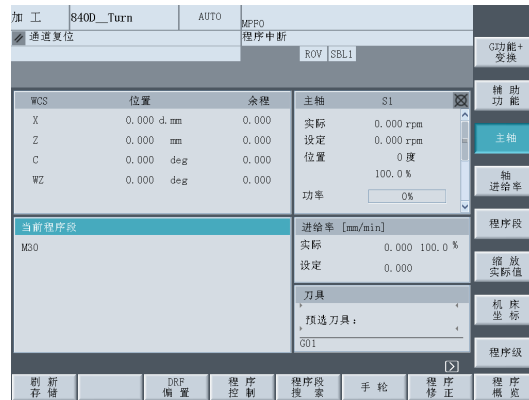 加 工 840D__Turn AUTO MPF0
通道复位 程序中断
ROV SBL1
WCS 位置 余程
X 0.000 d.mm 0.000
Z 0.000 mm 0.000
C 0.000 deg 0.000
WZ 0.000 deg 0.000
主轴 S1
实际 0.000 rpm
设定 0.000 rpm
位置 0 度
100.0 %
功率 0%
当前程序段
M30
进给率 [mm/min]
实际 0.000 100.0 %
设定 0.000
刀具
预选刀具：
G01
G功能+
变换
辅 助
功 能
主轴
轴
进给率
程序段
缩 放
实际值
机 床
坐 标
程序级
刷 新
存 储
DRF
偏 置
程 序
控 制
程序段
搜 索
手 轮
程 序
修 正
程 序
概 览